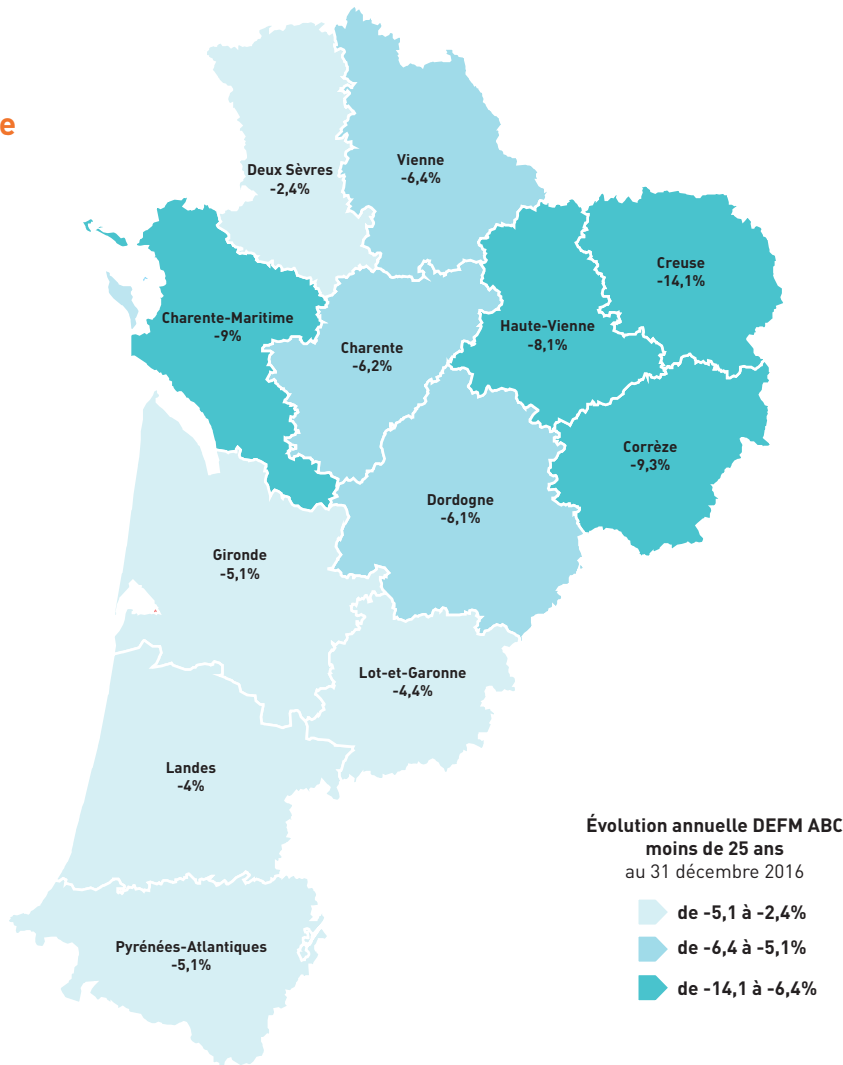 e
Deux Sèvres
-2,4%
Vienne
-6,4%
Creuse
-14,1%
Charente-Maritime
-9%
Haute-Vienne
-8,1%
Charente
-6,2%
Corrèze
-9,3%
Dordogne
-6,1%
Gironde
-5,1%
Lot-et-Garonne
-4,4%
Landes
-4%
Pyrénées-Atlantiques
-5,1%
Évolution annuelle DEFM ABC
moins de 25 ans
au 31 décembre 2016
de -5,1 à -2,4%
de -6,4 à -5,1%
de -14,1 à -6,4%